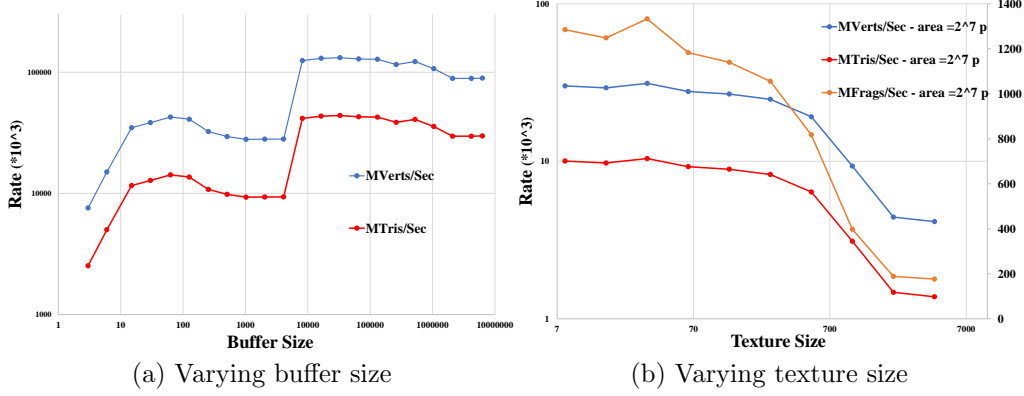 100000
10000
1000
Rate (*10^3)
1 10 100 1000 10000 100000 1000000 10000000
Buffer Size
MVerts/Sec
MTris/Sec
(a) Varying buffer size
100
10
1
Rate (*10^3)
7 70 700 7000
Texture Size
1400
1200
1000
800
600
400
200
0
MVerts/Sec - area =2^7 p
MTris/Sec - area =2^7 p
MFrags/Sec - area =2^7 p
(b) Varying texture size